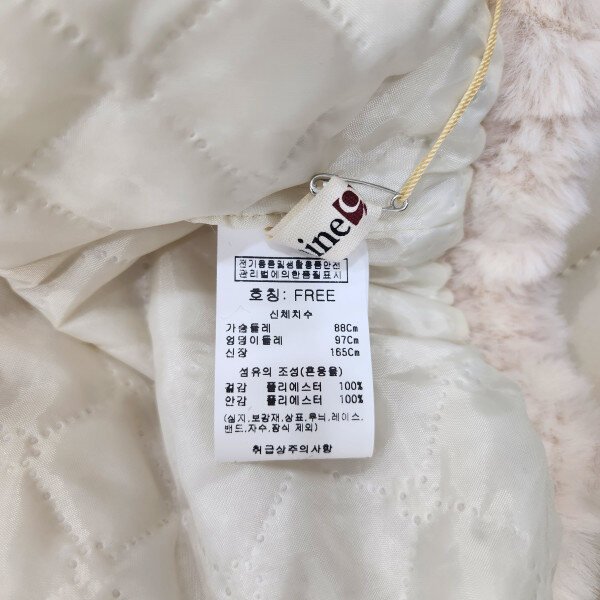 ine
전기용품및생활용품안전
관리법에의한품질표시
호칭: FREE
신체치수
가슴둘레 88Cm
엉덩이둘레 97Cm
신장 165Cm
섬유의 조성(혼용율)
겉감 폴리에스터 100%
안감 폴리에스터 100%
(심지,보강재,상표,무늬,레이스,
밴드,자수,장식 제외)
취급상주의사항